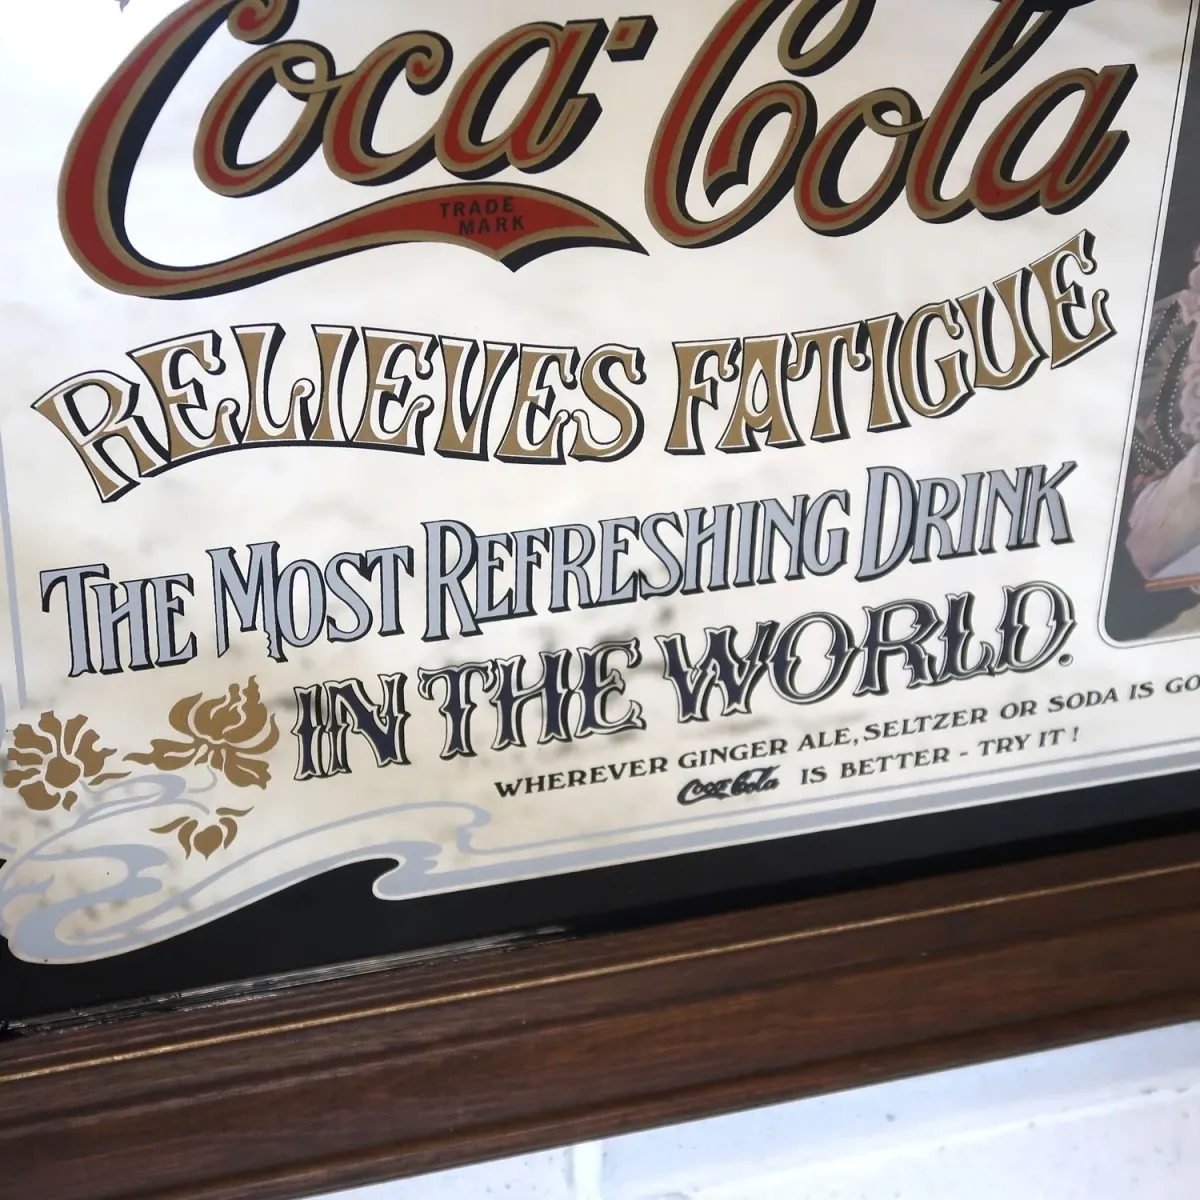 Coca-Cola
TRADE
MARK
RELIEVES FATIGUE
THE MOST REFRESHING DRINK
IN THE WORLD.
WHEREVER GINGER ALE, SELTZER OR SODA IS
Coca-Cola IS BETTER - TRY IT!